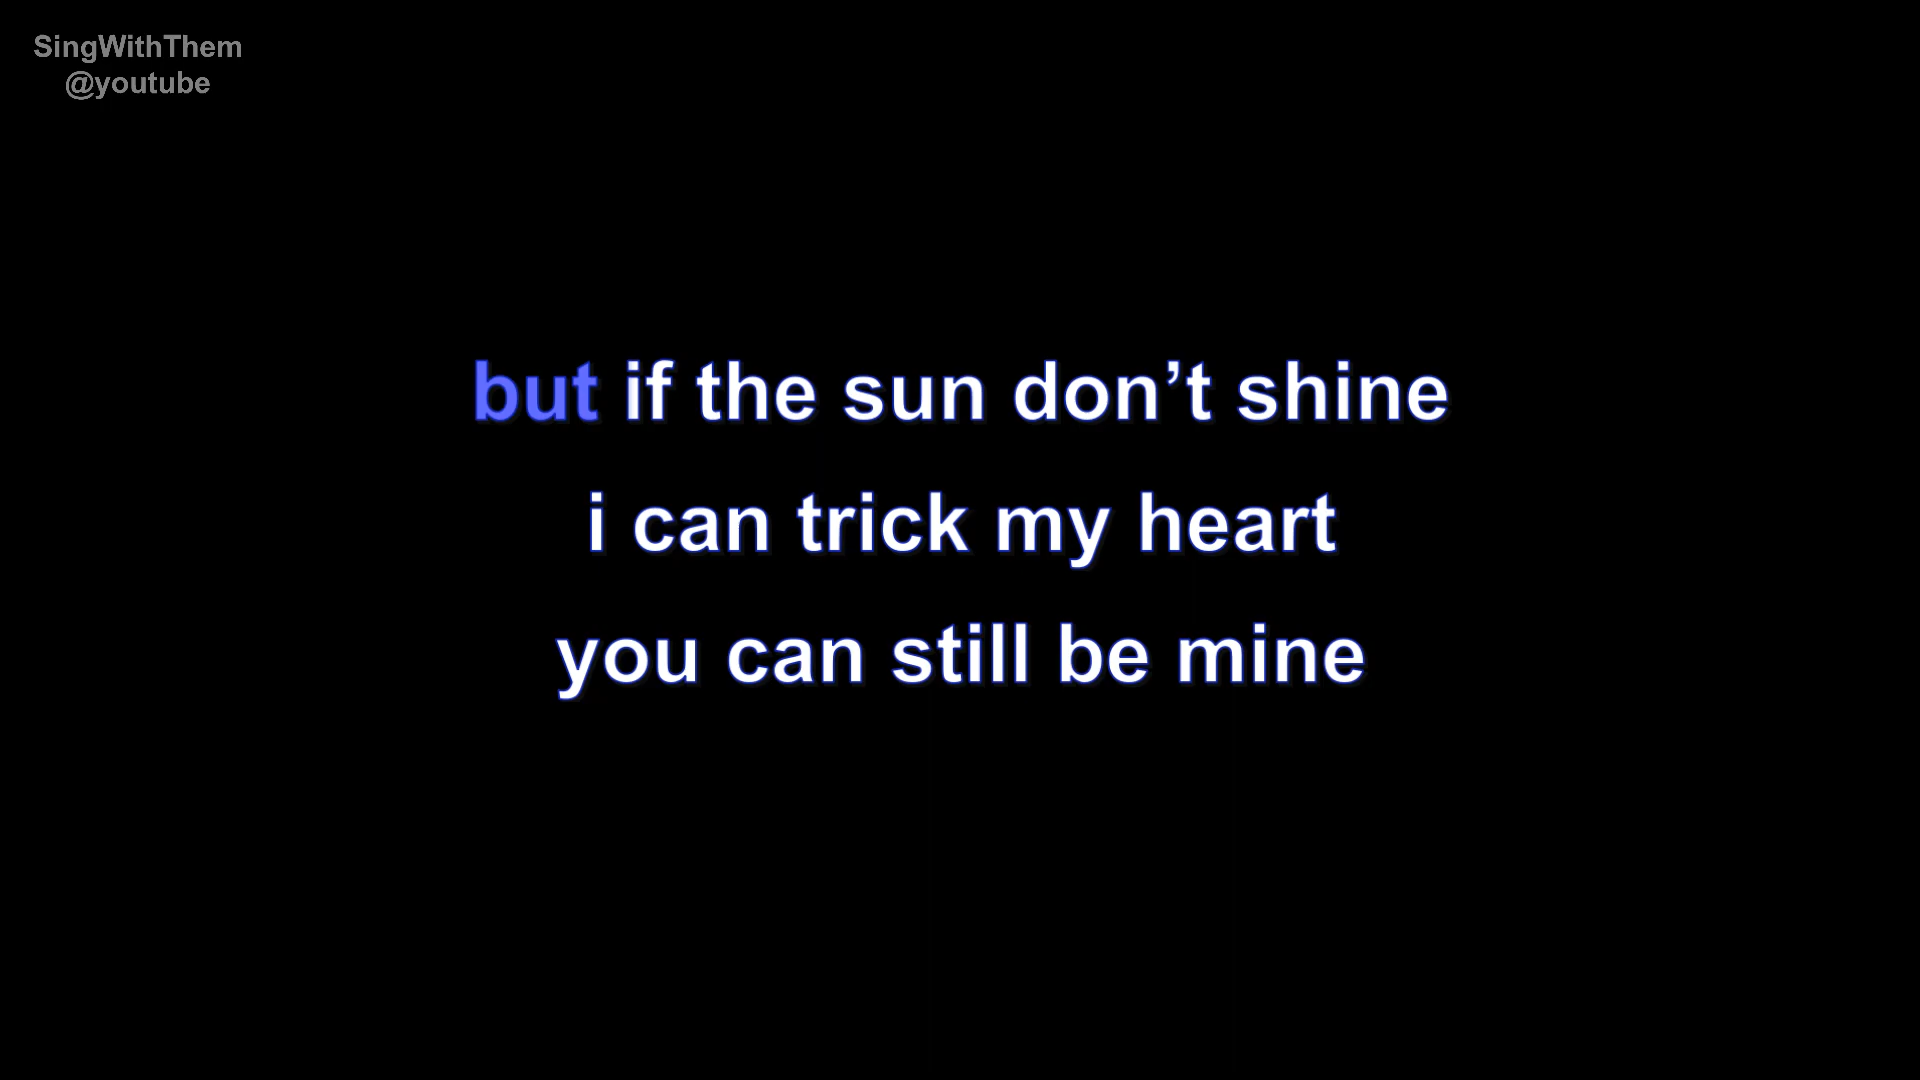 SingWithThem
@youtube
but if the sun don’t shine
i can trick my heart
you can still be mine